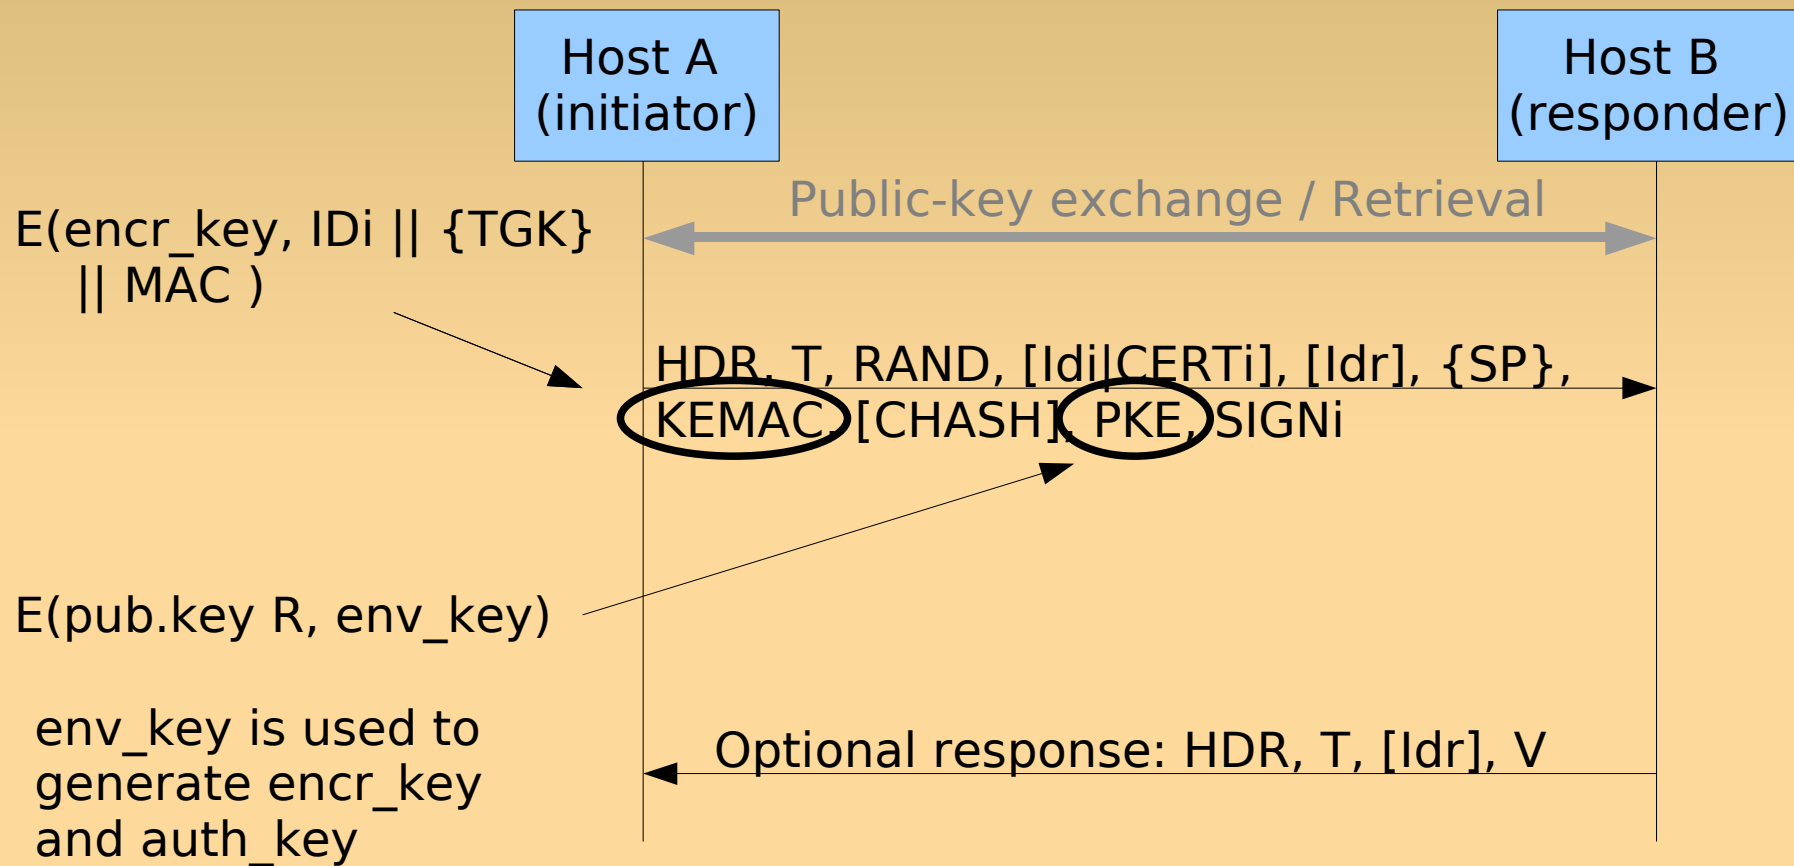 Host A
(initiator)
Host B
(responder)
Public-key exchange / Retrieval
E(encr_key, IDi || {TGK}
|| MAC )
HDR, T, RAND, [Idi|CERTi], [Idr], {SP},
KEMAC, [CHASH], PKE, SIGNi
E(pub.key R, env_key)
env_key is used to
generate encr_key
and auth_key
Optional response: HDR, T, [Idr], V